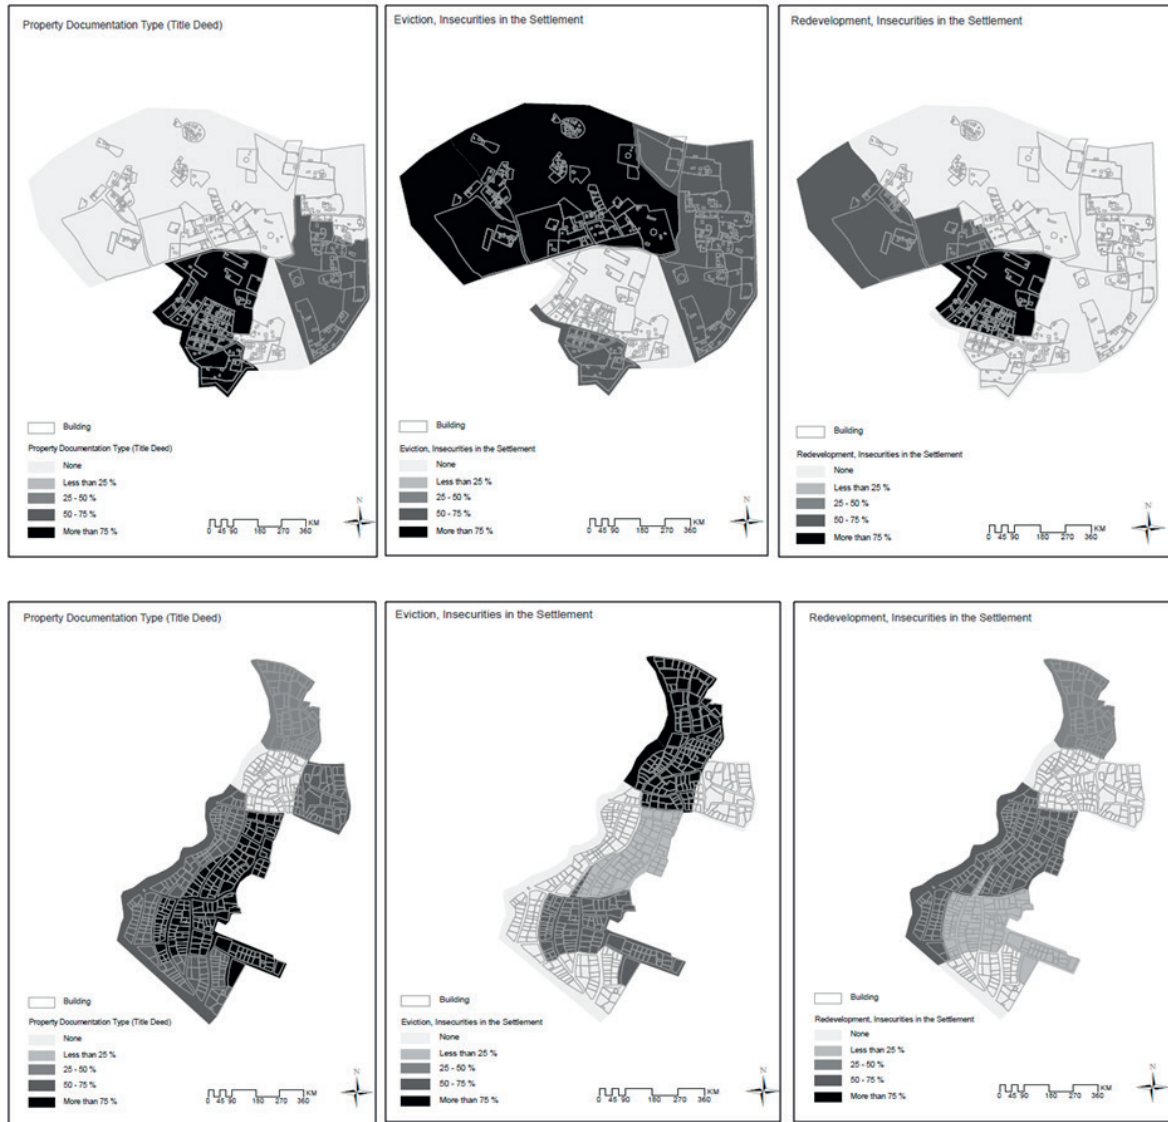 Property Documentation Type (Title Deed)
Building
Property Documentation Type (Title Deed)
None
Less than 25 %
25 - 50 %
50 - 75 %
More than 75 %
N
KM
0 45 90 180 270 360
Eviction, Insecurities in the Settlement
Building
Eviction, Insecurities in the Settlement
None
Less than 25 %
25 - 50 %
50 - 75 %
More than 75 %
N
KM
0 45 90 180 270 360
Redevelopment, Insecurities in the Settlement
Building
Redevelopment, Insecurities in the Settlement
None
Less than 25 %
25 - 50 %
50 - 75 %
More than 75 %
N
KM
0 45 90 180 270 360
Property Documentation Type (Title Deed)
Building
Property Documentation Type (Title Deed)
None
Less than 25 %
25 - 50 %
50 - 75 %
More than 75 %
N
KM
0 45 90 180 270 360
Eviction, Insecurities in the Settlement
Building
Eviction, Insecurities in the Settlement
None
Less than 25 %
25 - 50 %
50 - 75 %
More than 75 %
N
KM
0 45 90 180 270 360
Redevelopment, Insecurities in the Settlement
Building
Redevelopment, Insecurities in the Settlement
None
Less than 25 %
25 - 50 %
50 - 75 %
More than 75 %
N
KM
0 45 90 180 270 360